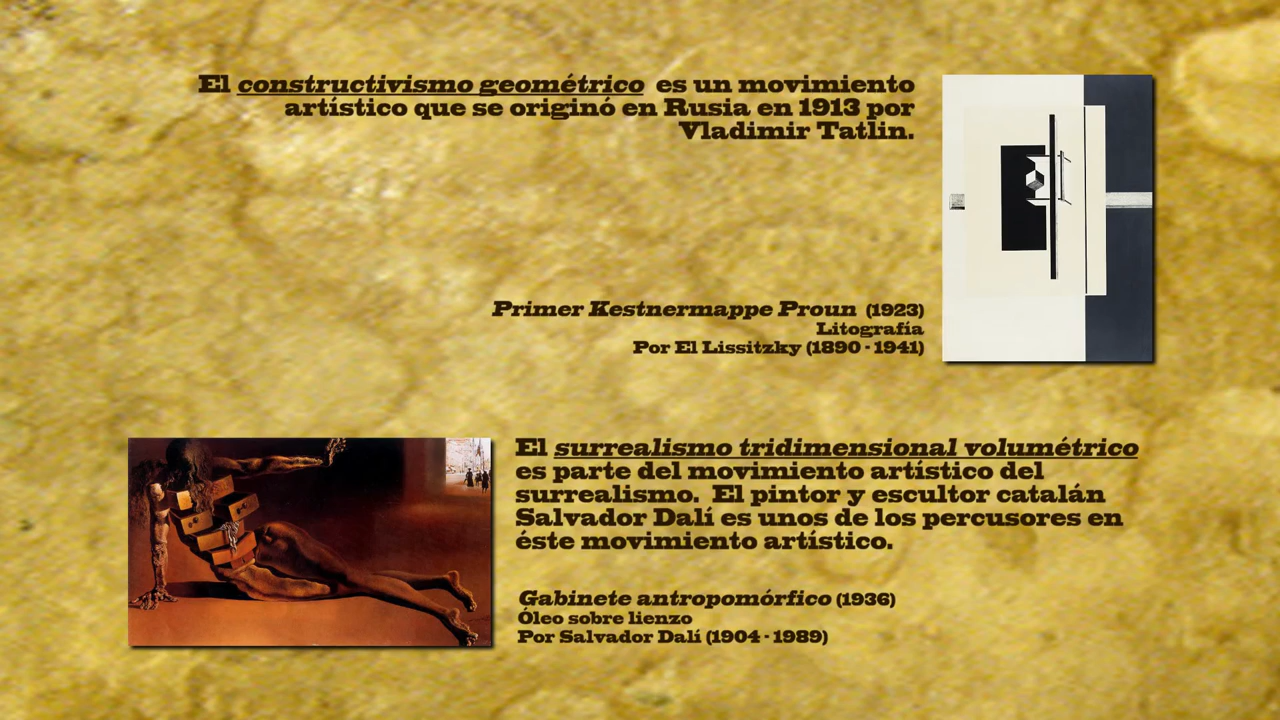 El constructivismo geométrico es un movimiento
artístico que se originó en Rusia en 1913 por
Vladimir Tatlin.
Primer Kestnermappe Proun (1923)
Litografía
Por El Lissitzky (1890 - 1941)
El surrealismo tridimensional volumétrico
es parte del movimiento artístico del
surrealismo. El pintor y escultor catalán
Salvador Dalí es unos de los percusores en
éste movimiento artístico.
Gabinete antropomórfico (1936)
Óleo sobre lienzo
Por Salvador Dalí (1904 - 1989)